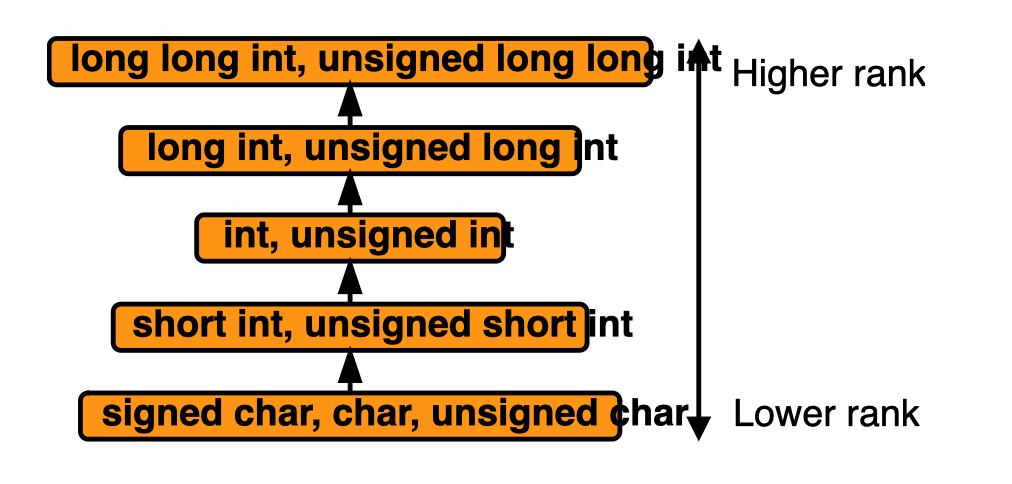 long long int, unsigned long long int
Higher rank
long int, unsigned long int
int, unsigned int
short int, unsigned short int
signed char, char, unsigned char
Lower rank